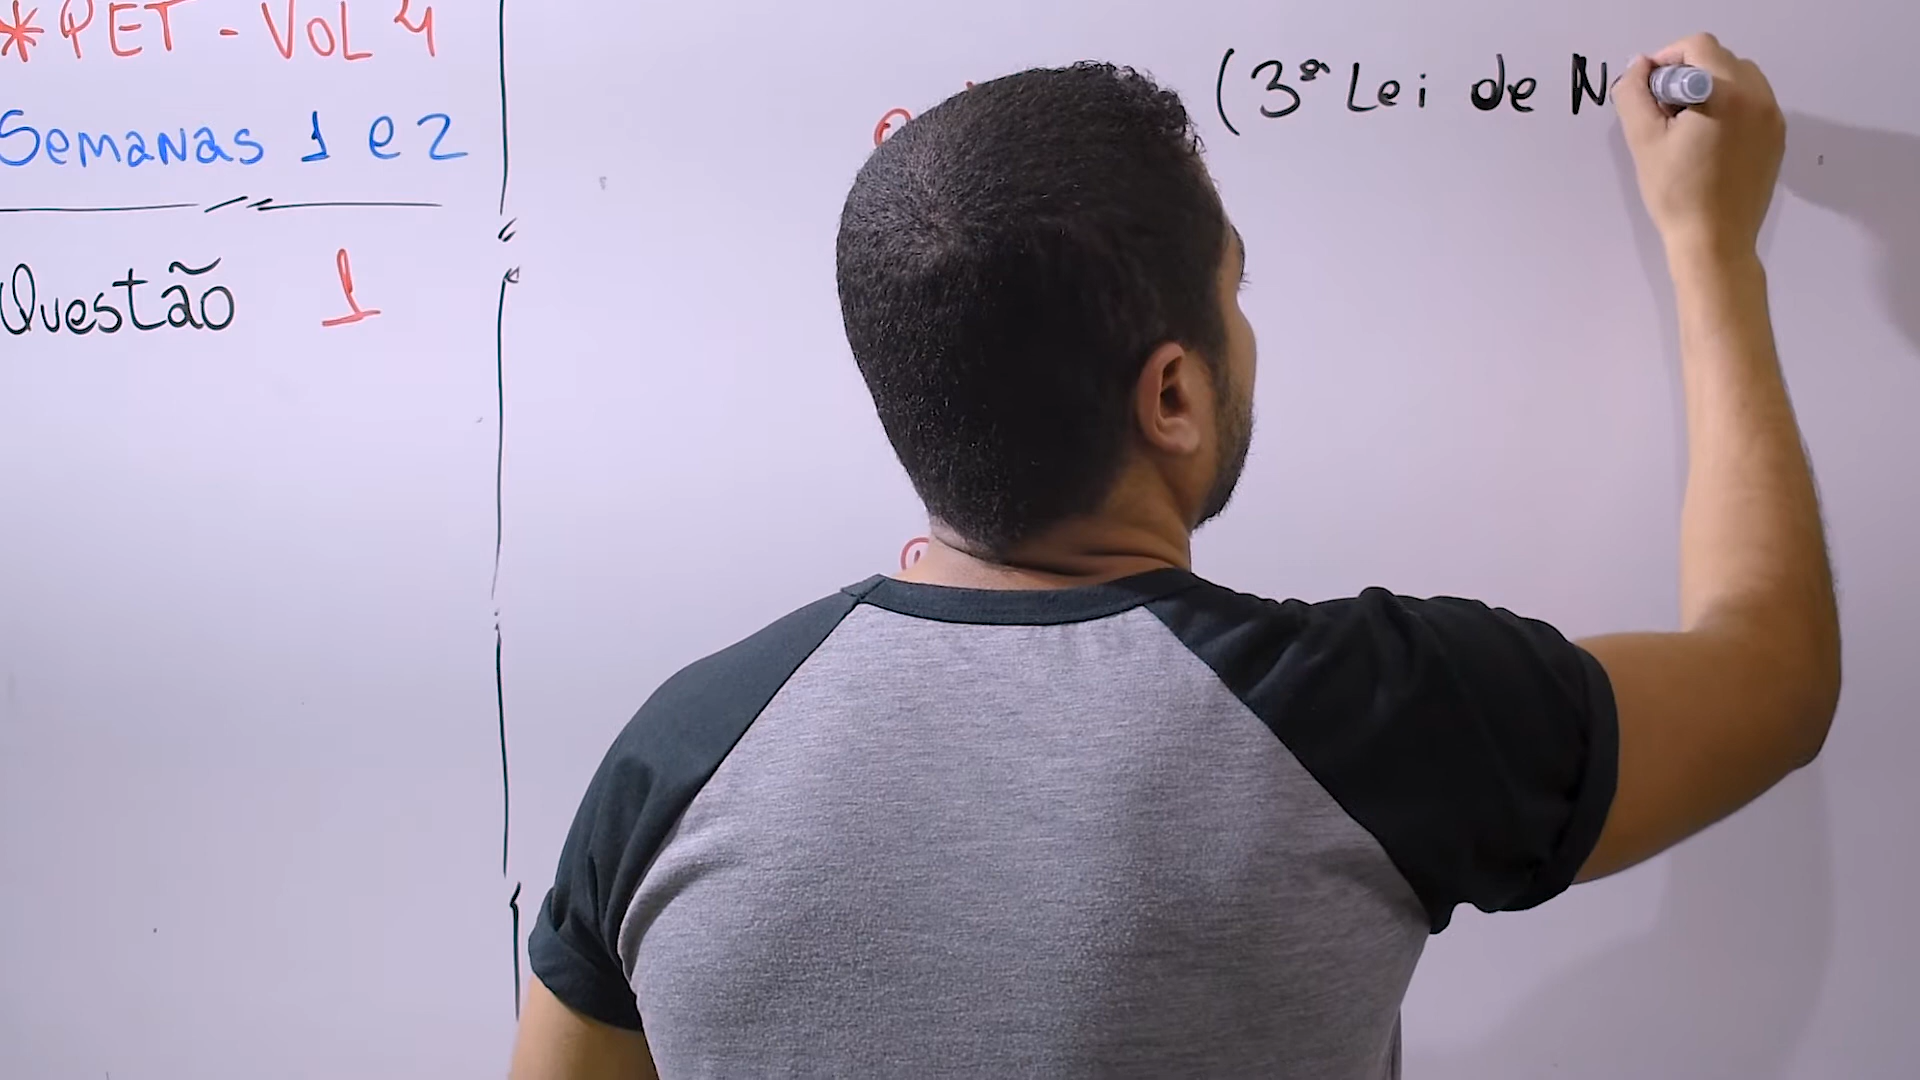 *PET - VOL 4
Semanas 1 e 2
Questão 1
(3ª Lei de N